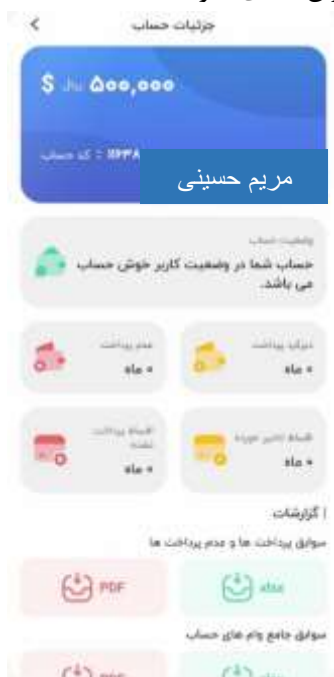 جزئیات حساب
۵۰۰,۰۰۰ ریال $
کد حساب :
مریم حسینی
وضعیت حساب
حساب شما در وضعیت کاربر خوش حساب
می باشد.
دیرکرد پرداخت
۰ ماه
عدم پرداخت
۰ ماه
اقساط تاخیر خورده
۰ ماه
اقساط پرداخت
نشده
۰ ماه
| گزارشات
سوابق پرداخت ها و عدم پرداخت ها
xlsx
PDF
سوابق جامع وام های حساب